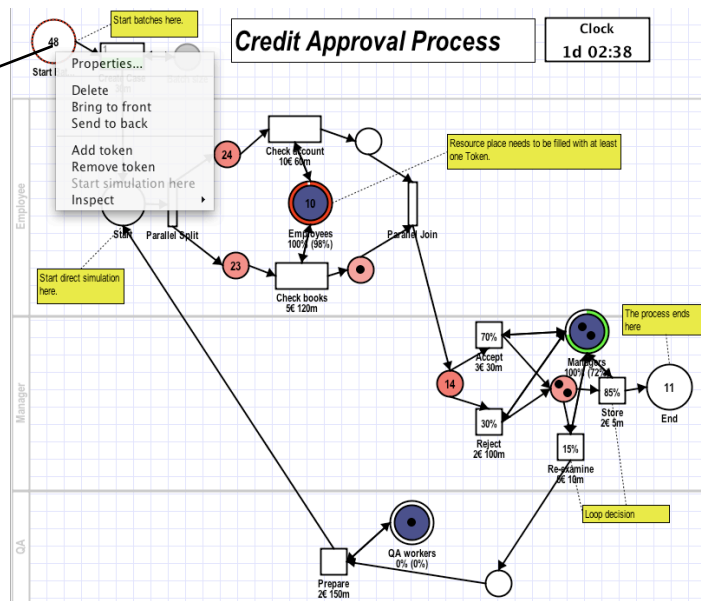 Start batches here.
48
Credit Approval Process
Clock
1d 02:38
Properties...
Delete
Bring to front
Send to back
Add token
Remove token
Start simulation here
Inspect
Employee
24
Check account
10€ 60m
Resource place needs to be filled with at least
one Token.
10
Employees
100% (98%)
Start
Parallel Split
Parallel Join
23
Check books
5€ 120m
Start direct simulation
here.
Manager
The process ends
here
70%
Accept
3€ 30m
Managers
100% (72%
14
85%
Store
2€ 5m
11
End
30%
Reject
2€ 100m
15%
Re-examine
10m
Loop decision
QA
QA workers
0% (0%)
Prepare
2€ 150m